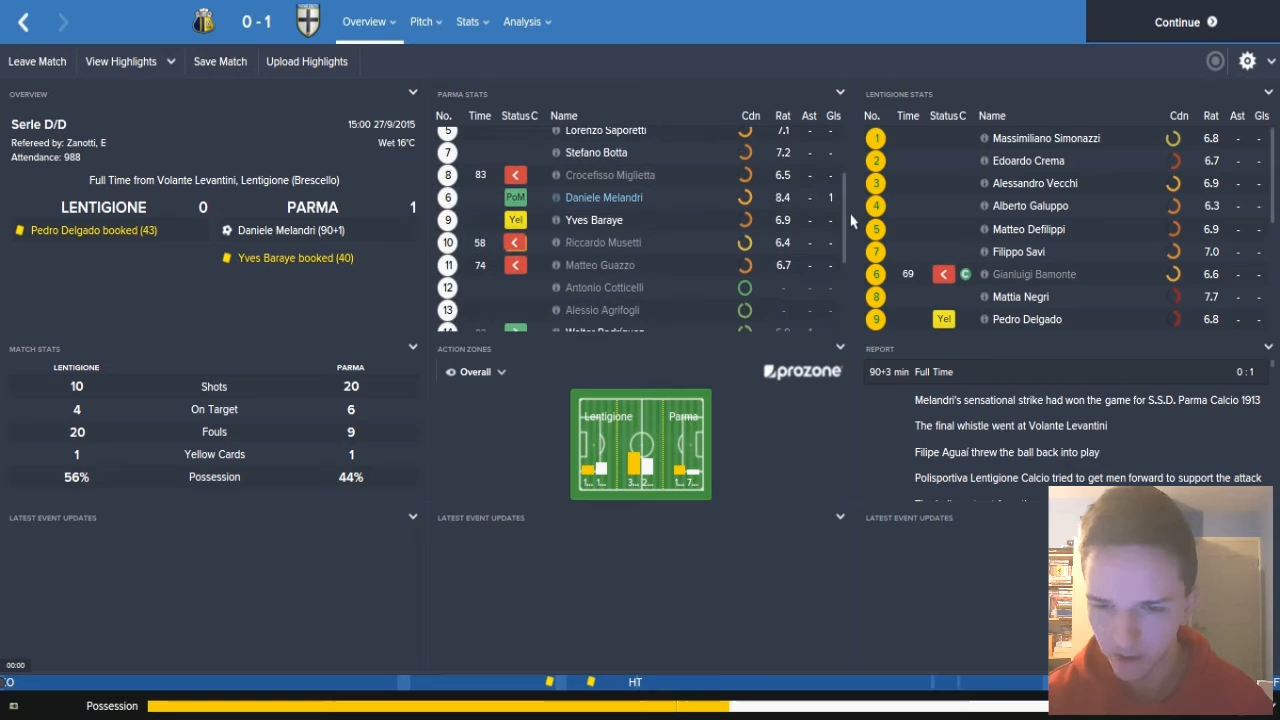 0 - 1 Overview Pitch Stats Analysis Continue
Leave Match View Highlights Save Match Upload Highlights
OVERVIEW
Serie D/D 15:00 27/9/2015
Refereed by: Zanotti, E Wet 16°C
Attendance: 988
Full Time from Volante Levantini, Lentigione (Brescello)
LENTIGIONE 0 PARMA 1
Pedro Delgado booked (43) Daniele Melandri (90+1)
Yves Baraye booked (40)
PARMA STATS
No. Time Status C Name Cdn Rat Ast Gls
5 Lorenzo Saporetti 7.1 - -
7 Stefano Botta 7.2 - -
8 83 Crocefisso Miglietta 6.5 - -
6 PoM Daniele Melandri 8.4 - 1
9 Yel Yves Baraye 6.9 - -
10 58 Riccardo Musetti 6.4 - -
11 74 Matteo Guazzo 6.7 - -
12 Antonio Cotticelli - - -
13 Alessio Agrifogli - - -
LENTIGIONE STATS
No. Time Status C Name Cdn Rat Ast Gls
1 Massimiliano Simonazzi 6.8 - -
2 Edoardo Crema 6.7 - -
3 Alessandro Vecchi 6.9 - -
4 Alberto Galuppo 6.3 - -
5 Matteo Defilippi 6.9 - -
7 Filippo Savi 7.0 - -
6 69 C Gianluigi Bamonte 6.6 - -
8 Mattia Negri 7.7 - -
9 Yel Pedro Delgado 6.8 - -
MATCH STATS
LENTIGIONE PARMA
10 Shots 20
4 On Target 6
20 Fouls 9
1 Yellow Cards 1
56% Possession 44%
ACTION ZONES
Overall prozone
Lentigione Parma
1... 1... 3... 2... 1... 7...
REPORT
90+3 min Full Time 0 : 1
Melandri's sensational strike had won the game for S.S.D. Parma Calcio 1913
The final whistle went at Volante Levantini
Filipe Aguaí threw the ball back into play
Polisportiva Lentigione Calcio tried to get men forward to support the attack
LATEST EVENT UPDATES
LATEST EVENT UPDATES
LATEST EVENT UPDATES
00:00
HT
Possession